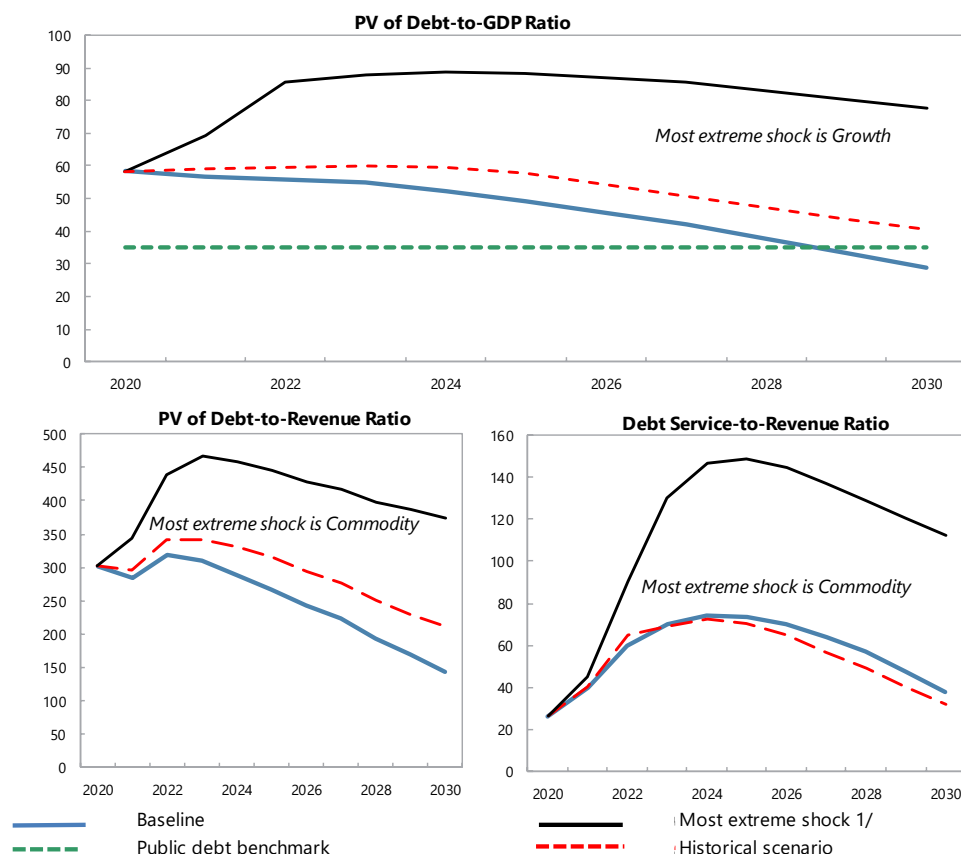 PV of Debt-to-GDP Ratio
100
90
80
70
60
50
40
30
20
10
0
Most extreme shock is Growth
2020 2022 2024 2026 2028 2030
PV of Debt-to-Revenue Ratio
500
450
400
350
300
250
200
150
100
50
0
Most extreme shock is Commodity
2020 2022 2024 2026 2028 2030
Debt Service-to-Revenue Ratio
160
140
120
100
80
60
40
20
0
Most extreme shock is Commodity
2020 2022 2024 2026 2028 2030
Baseline
Public debt benchmark
Most extreme shock 1/
Historical scenario